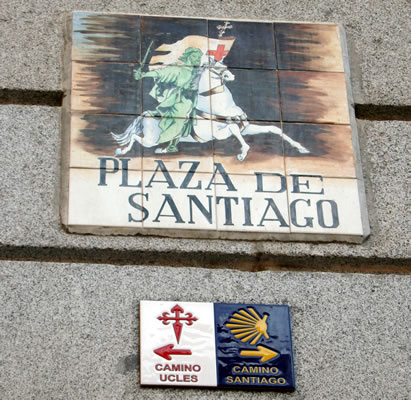 PLAZA DE
SANTIAGO
CAMINO
UCLES
CAMINO
SANTIAGO